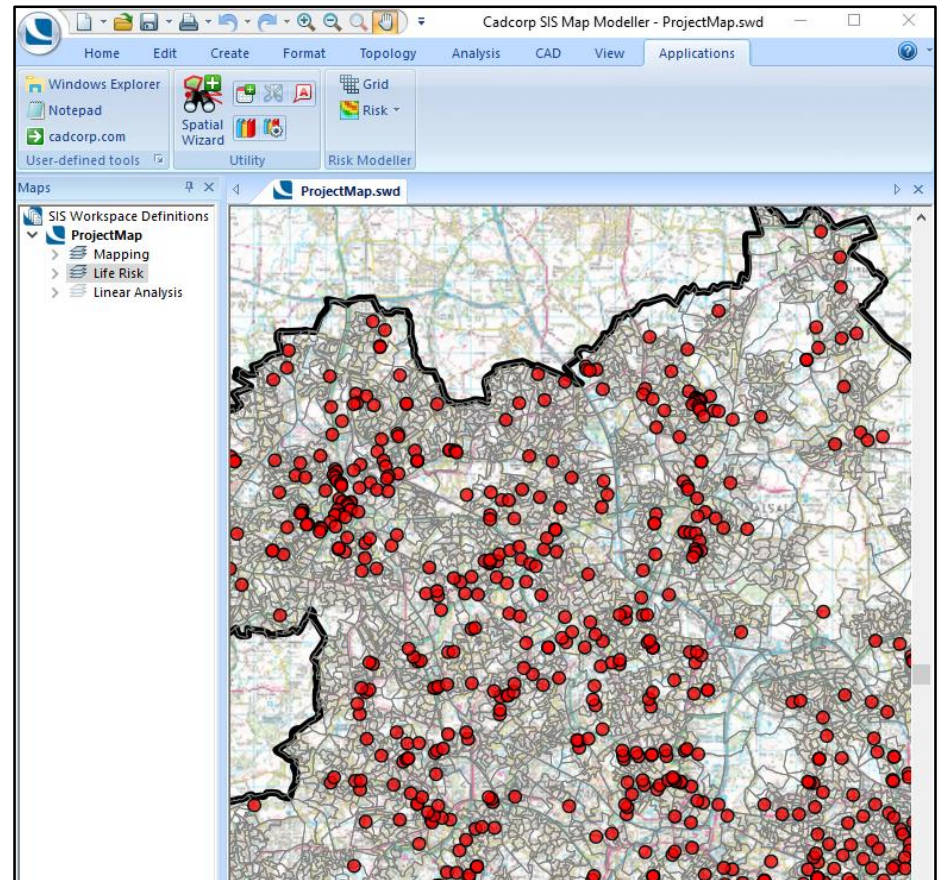 Cadcorp SIS Map Modeller - ProjectMap.swd
Home Edit Create Format Topology Analysis CAD View Applications
Windows Explorer
Notepad
cadcorp.com
User-defined tools
Spatial
Wizard
Utility
Grid
Risk
Risk Modeller
Maps
ProjectMap.swd
SIS Workspace Definitions
ProjectMap
Mapping
Life Risk
Linear Analysis